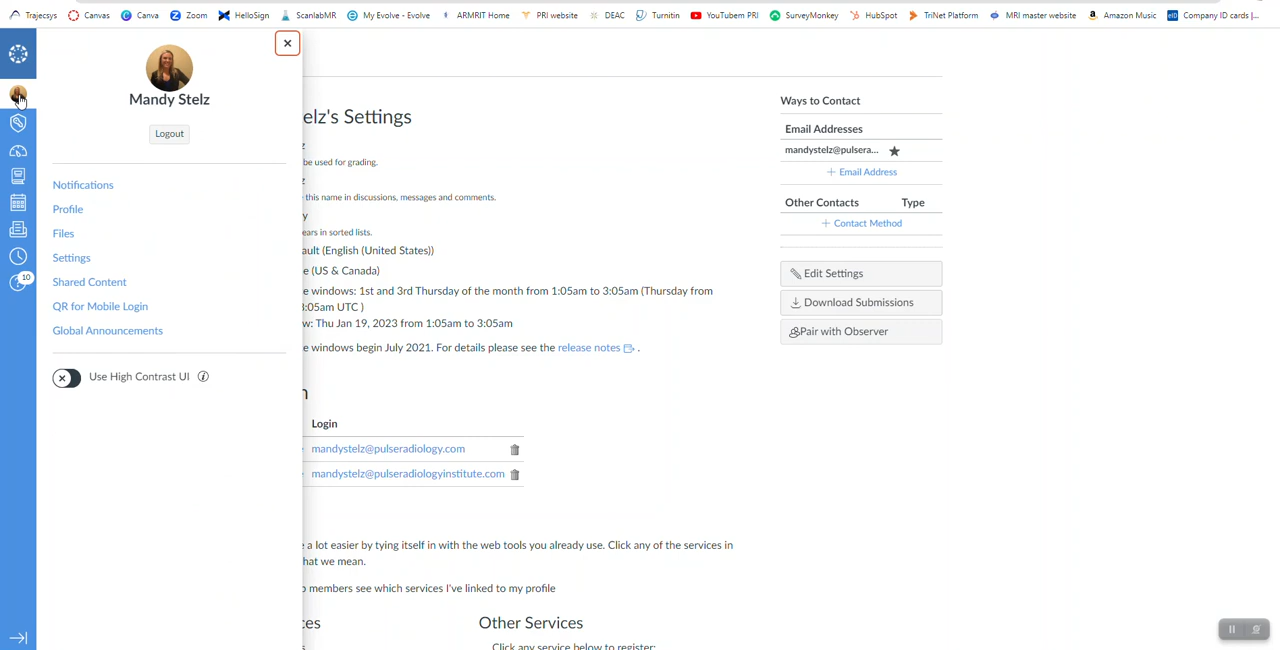 Trajecsys Canvas Canva Zoom HelloSign ScanlabMR My Evolve - Evolve ARMRIT Home PRI website DEAC Turnitin YouTubem PRI SurveyMonkey HubSpot TriNet Platform MRI master website Amazon Music Company ID cards |...
Mandy Stelz
Logout
Notifications
Profile
Files
Settings
Shared Content
QR for Mobile Login
Global Announcements
Use High Contrast UI
10
elz's Settings
z
be used for grading.
z
this name in discussions, messages and comments.
y
ears in sorted lists.
ault (English (United States))
e (US & Canada)
e windows: 1st and 3rd Thursday of the month from 1:05am to 3:05am (Thursday from
3:05am UTC )
w: Thu Jan 19, 2023 from 1:05am to 3:05am
e windows begin July 2021. For details please see the release notes .
n
Login
mandystelz@pulseradiology.com
mandystelz@pulseradiologyinstitute.com
e a lot easier by tying itself in with the web tools you already use. Click any of the services in
hat we mean.
p members see which services I've linked to my profile
ces
Other Services
Click any service below to register:
Ways to Contact
Email Addresses
mandystelz@pulsera...
+ Email Address
Other Contacts Type
+ Contact Method
Edit Settings
Download Submissions
Pair with Observer